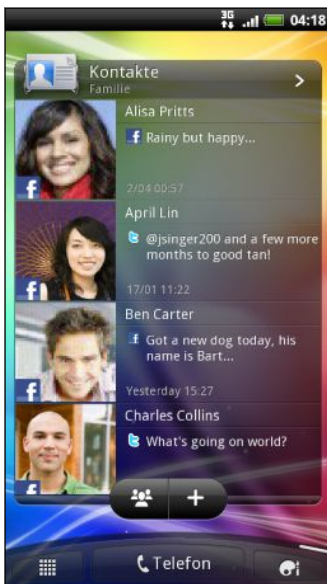 3G 04:18
Kontakte
Familie
Alisa Pritts
Rainy but happy...
2/04 00:57
April Lin
@jsinger200 and a few more
months to good tan!
17/01 11:22
Ben Carter
Got a new dog today, his
name is Bart...
Yesterday 15:27
Charles Collins
What's going on world?
Telefon